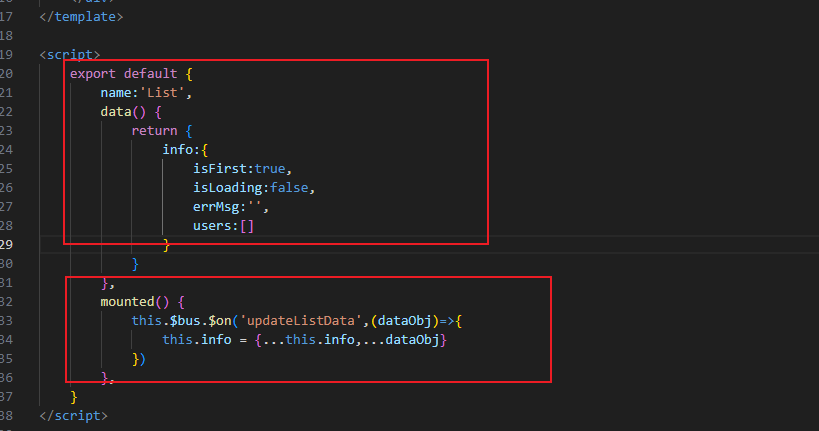 17 </template>
18
19 <script>
20 export default {
21 name:'List',
22 data() {
23 return {
24 info:{
25 isFirst:true,
26 isLoading:false,
27 errMsg:'',
28 users:[]
29 }
30 }
31 },
32 mounted() {
33 this.$bus.$on('updateListData',(dataObj)=>{
34 this.info = {...this.info,...dataObj}
35 })
36 },
37 }
38 </script>